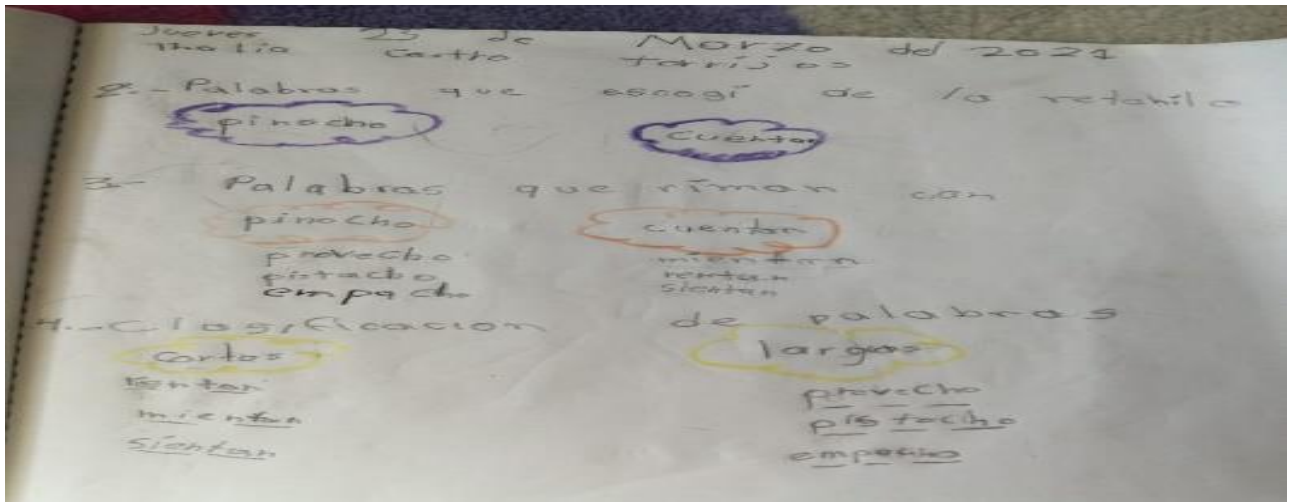 Jueves 25 de Marzo del 2021
Thalia Castro Torrijos
2.- Palabras que escogí de la retahila
pinocho cuentan
3.- Palabras que riman con
pinocho cuentan
provecho mientan
pistacho rentan
empacho sientan
4.-Clasificación de palabras
cortas largas
rentan provecho
mientan pistocho
sientan empacho